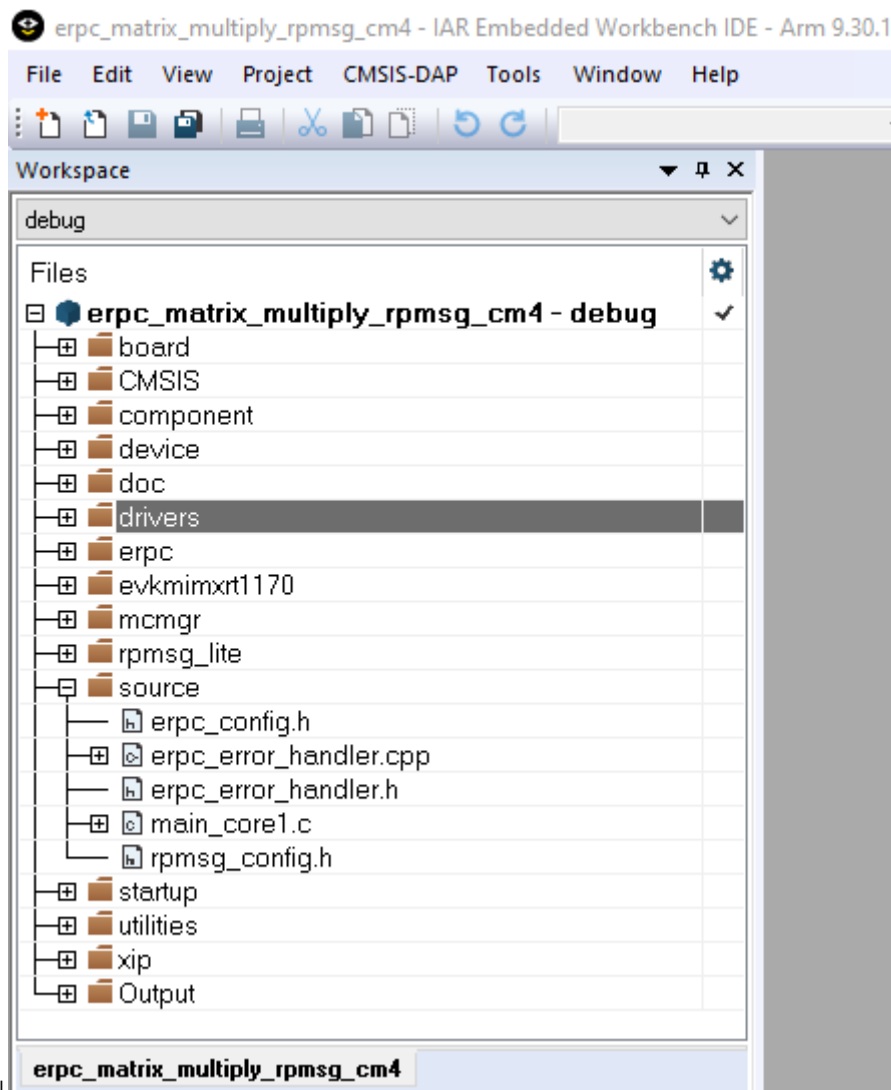 erpc_matrix_multiply_rpmsg_cm4 - IAR Embedded Workbench IDE - Arm 9.30.1
File Edit View Project CMSIS-DAP Tools Window Help
Workspace
debug
Files
erpc_matrix_multiply_rpmsg_cm4 - debug
board
CMSIS
component
device
doc
drivers
erpc
evkmimxrt1170
mcmgr
rpmsg_lite
source
erpc_config.h
erpc_error_handler.cpp
erpc_error_handler.h
main_core1.c
rpmsg_config.h
startup
utilities
xip
Output
erpc_matrix_multiply_rpmsg_cm4